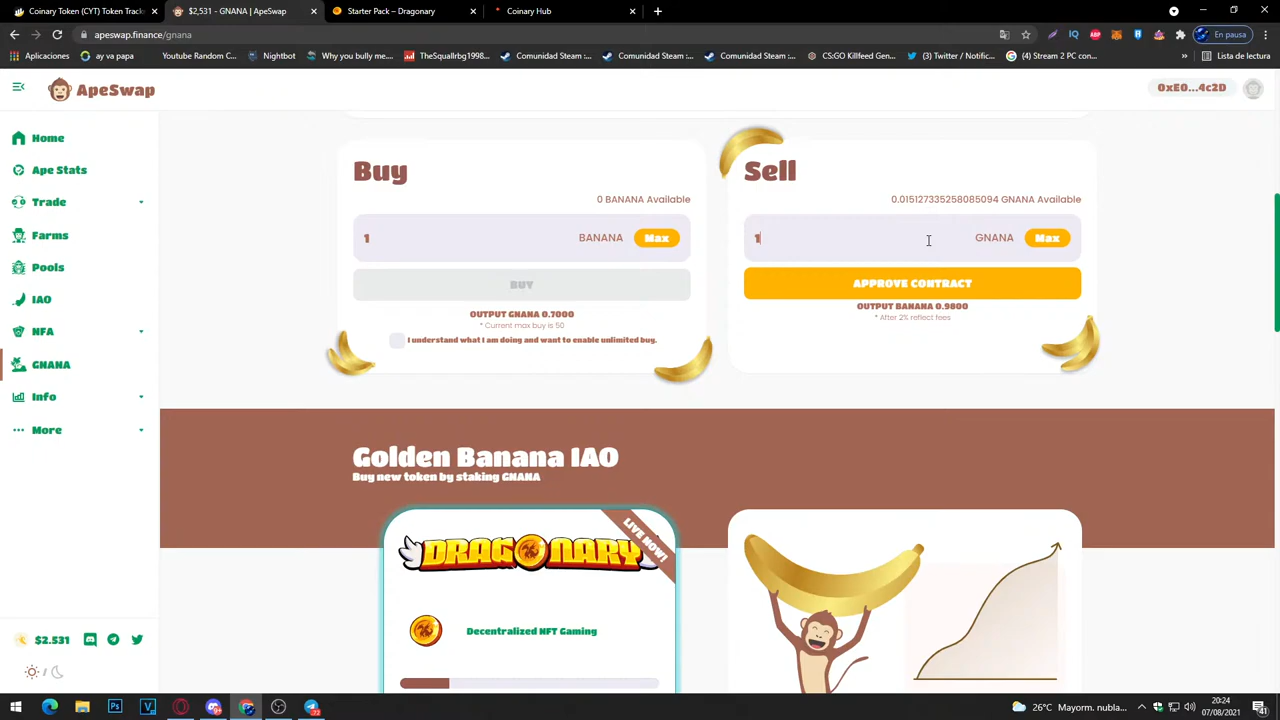 Coinary Token (CYT) Token Track
$2,531 - GNANA | ApeSwap
Starter Pack – Dragonary
Coinary Hub
apeswap.finance/gnana
En pausa
Aplicaciones
ay va papa
Youtube Random C...
Nightbot
Why you bully me....
TheSquallrbg1998...
Comunidad Steam :...
Comunidad Steam :...
Comunidad Steam :...
CS:GO Killfeed Gen...
(3) Twitter / Notific...
(4) Stream 2 PC con...
Lista de lectura
ApeSwap
0xE0...4c2D
Home
Ape Stats
Trade
Farms
Pools
IAO
NFA
GNANA
Info
More
$2.531
/
Buy
0 BANANA Available
1
BANANA
Max
BUY
OUTPUT GNANA 0.7000
* Current max buy is 50
I understand what I am doing and want to enable unlimited buy.
Sell
0.015127335258085094 GNANA Available
1
GNANA
Max
APPROVE CONTRACT
OUTPUT BANANA 0.9800
* After 2% reflect fees
Golden Banana IAO
Buy new token by staking GNANA
LIVE NOW!
DRAGONARY
Decentralized NFT Gaming
26°C
Mayorm. nubla...
20:24
07/08/2021